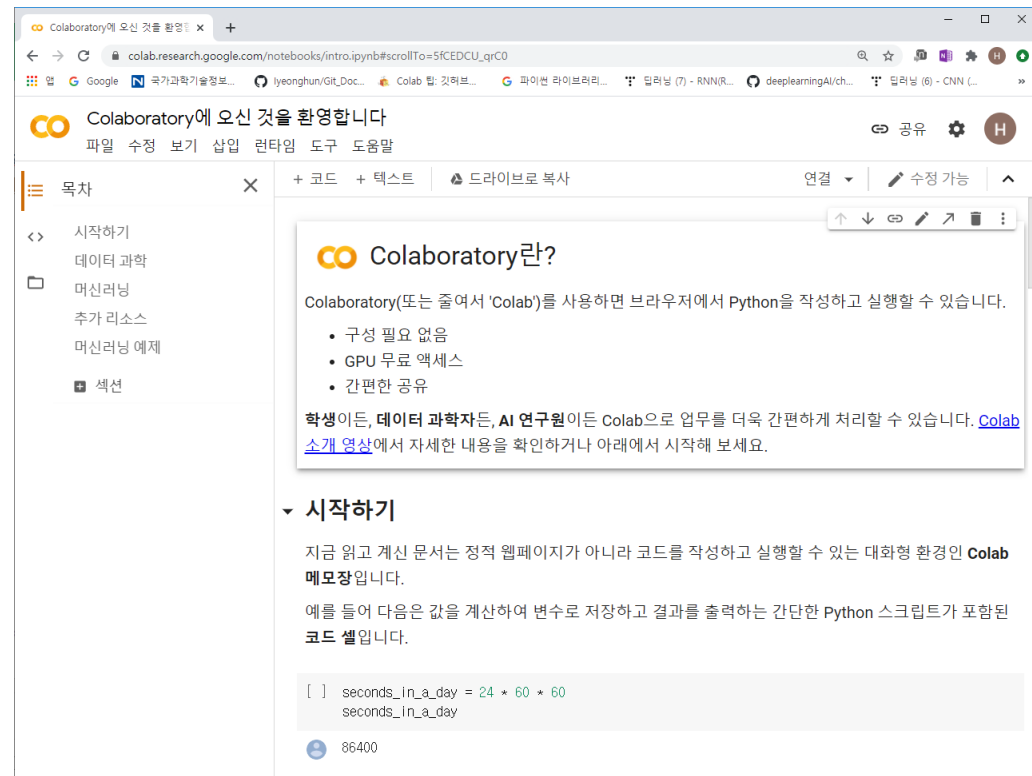 Colaboratory에 오신 것을 환영합
colab.research.google.com/notebooks/intro.ipynb#scrollTo=5fCEDCU_qrC0
앱 Google 국가과학기술정보... lyeonghun/Git_Doc... Colab 팁: 깃허브... 파이썬 라이브러리... 딥러닝 (7) - RNN(R... deeplearningAI/ch... 딥러닝 (6) - CNN (... »
CO Colaboratory에 오신 것을 환영합니다
파일 수정 보기 삽입 런타임 도구 도움말
공유 H
목차
시작하기
데이터 과학
머신러닝
추가 리소스
머신러닝 예제
섹션
+ 코드 + 텍스트 드라이브로 복사 연결 수정 가능
CO Colaboratory란?
Colaboratory(또는 줄여서 'Colab')를 사용하면 브라우저에서 Python을 작성하고 실행할 수 있습니다.
• 구성 필요 없음
• GPU 무료 액세스
• 간편한 공유
학생이든, 데이터 과학자든, AI 연구원이든 Colab으로 업무를 더욱 간편하게 처리할 수 있습니다. Colab
소개 영상에서 자세한 내용을 확인하거나 아래에서 시작해 보세요.
시작하기
지금 읽고 계신 문서는 정적 웹페이지가 아니라 코드를 작성하고 실행할 수 있는 대화형 환경인 Colab
메모장입니다.
예를 들어 다음은 값을 계산하여 변수로 저장하고 결과를 출력하는 간단한 Python 스크립트가 포함된
코드 셀입니다.
[ ] seconds_in_a_day = 24 * 60 * 60
seconds_in_a_day
86400